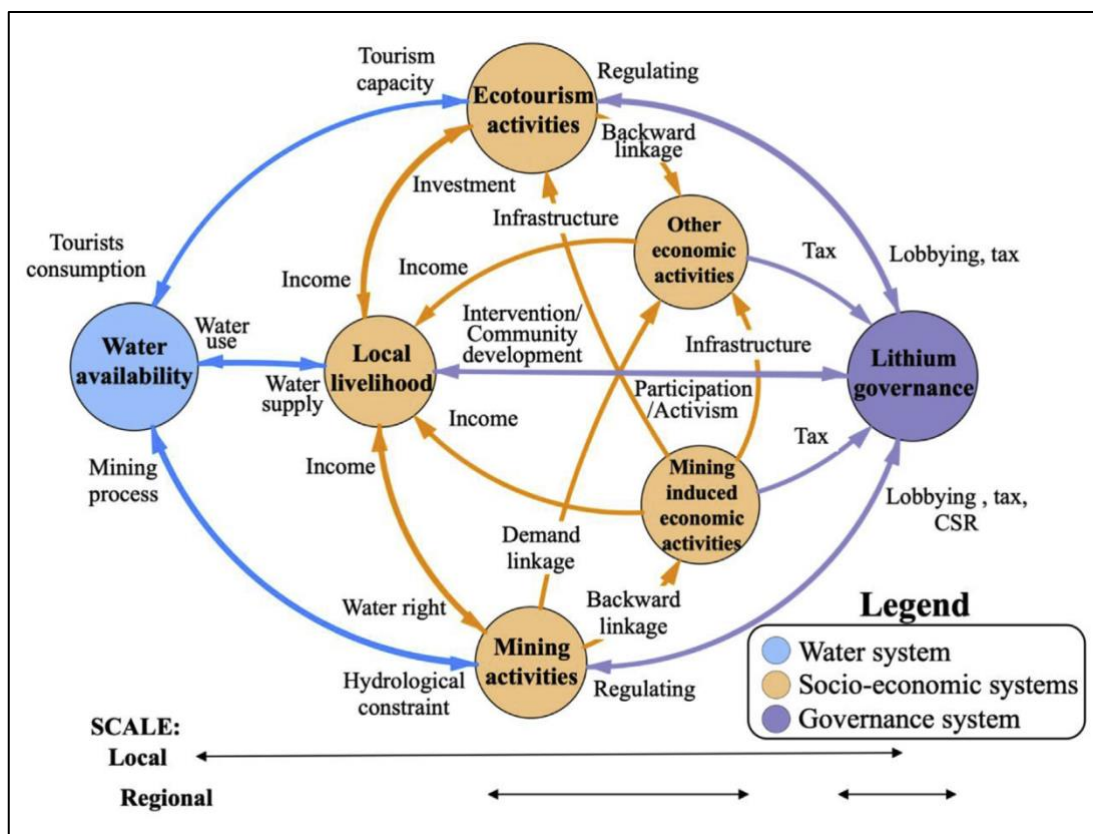 Tourism
capacity
Regulating
Ecotourism
activities
Backward
linkage
Investment
Infrastructure
Other
economic
activities
Tax
Lobbying, tax
Tourists
consumption
Income
Income
Intervention/
Community
development
Infrastructure
Water
use
Water
availability
Local
livelihood
Lithium
governance
Water
supply
Participation
/Activism
Income
Tax
Mining
process
Income
Mining
induced
economic
activities
Lobbying , tax,
CSR
Demand
linkage
Water right
Backward
linkage
Mining
activities
Hydrological
constraint
Regulating
Legend
Water system
Socio-economic systems
Governance system
SCALE:
Local
Regional